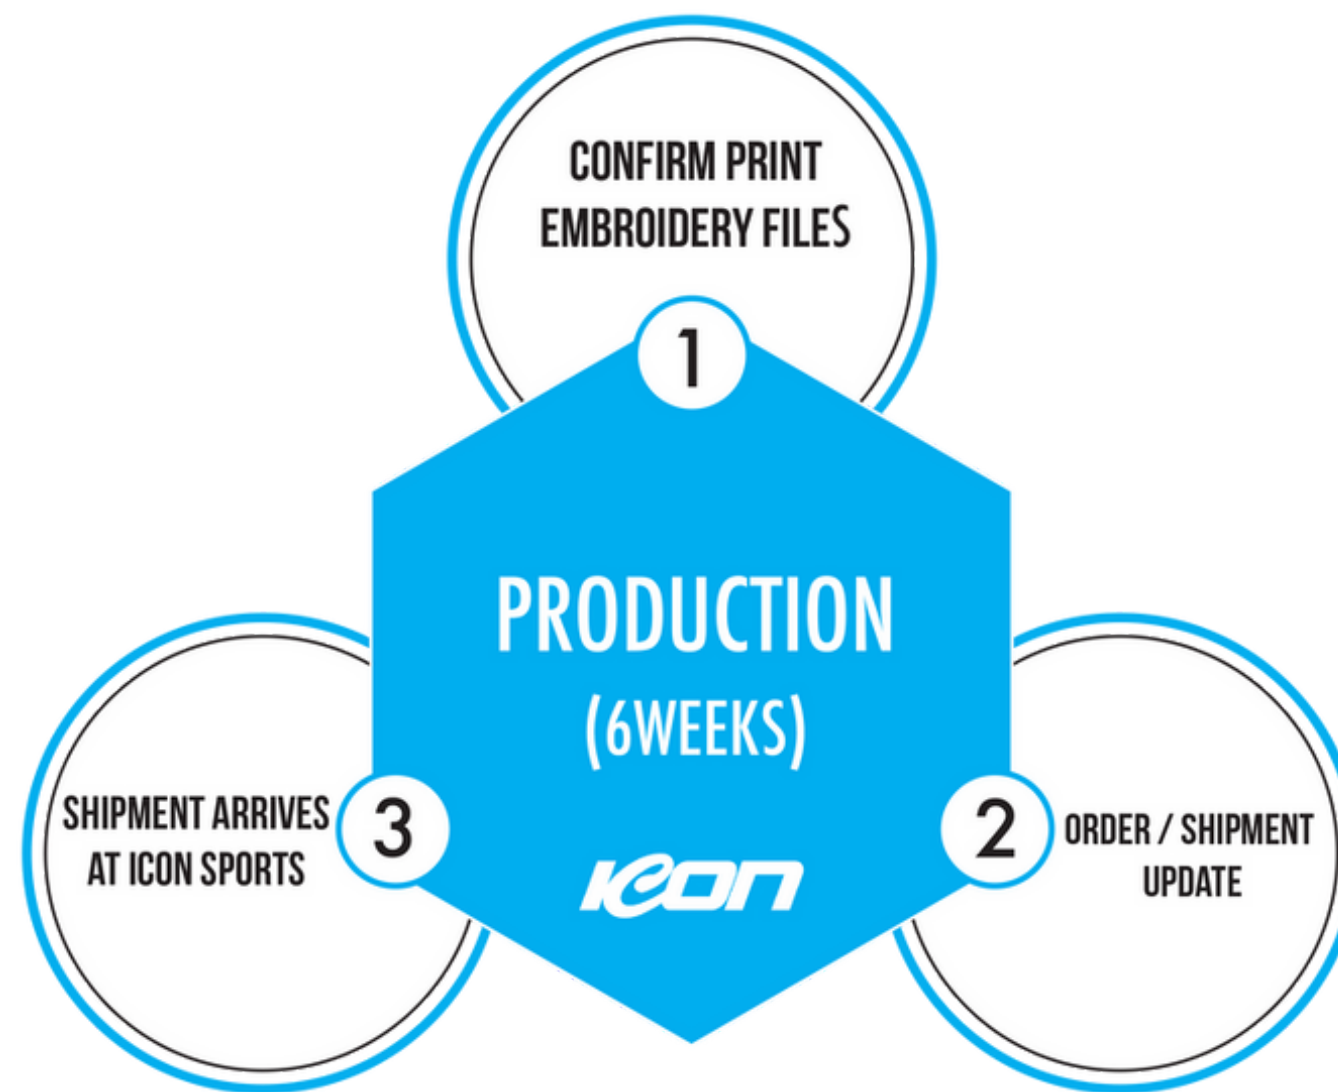 CONFIRM PRINT
EMBROIDERY FILES
1
PRODUCTION
(6WEEKS)
ICON
2
ORDER / SHIPMENT
UPDATE
3
SHIPMENT ARRIVES
AT ICON SPORTS